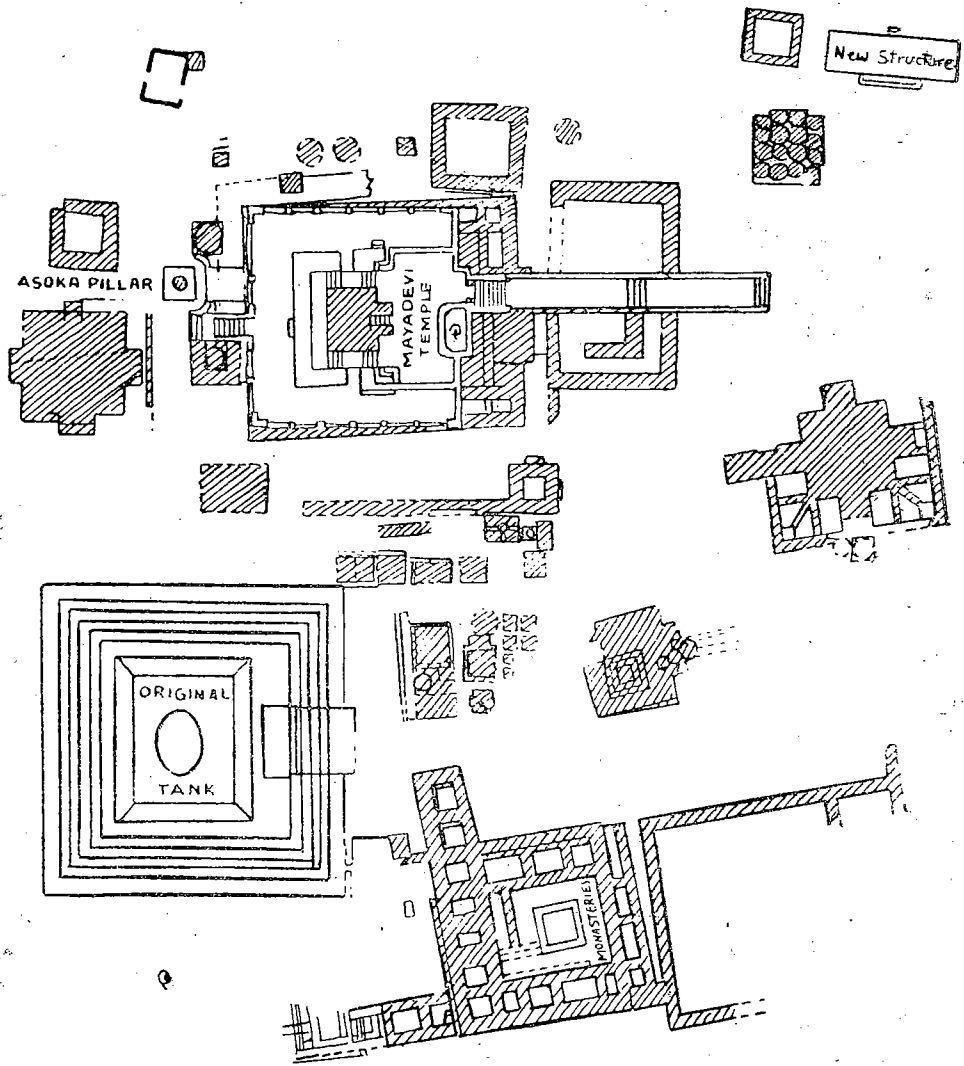 New Structure
ASOKA PILLAR
MAYADEVI
TEMPLE
ORIGINAL
TANK
MONASTERIES